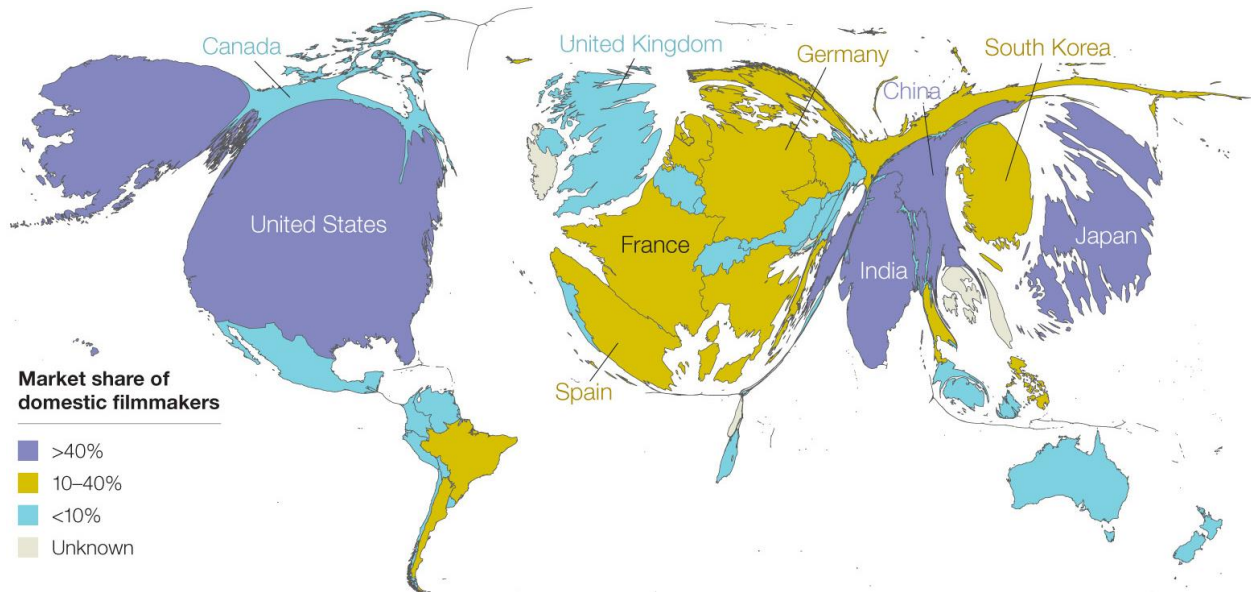 Canada
United Kingdom
Germany
South Korea
China
United States
France
India
Japan
Spain
Market share of
domestic filmmakers
>40%
10–40%
<10%
Unknown